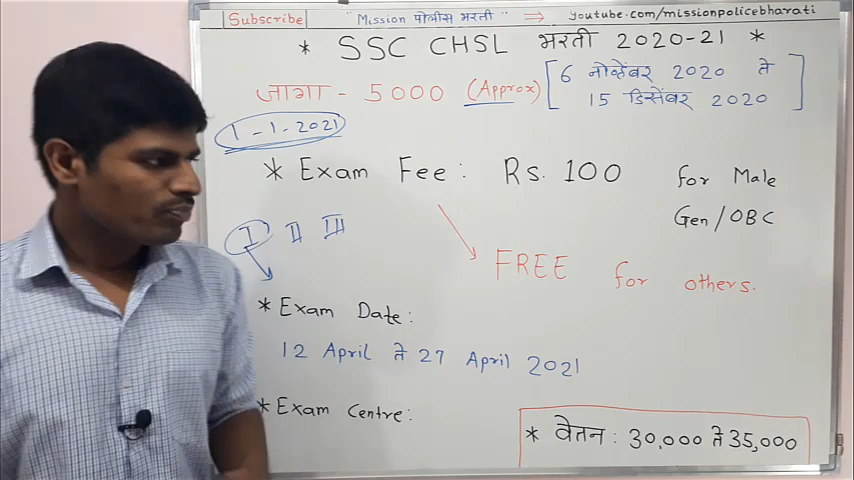 Subscribe "Mission पोलीस भरती" ⇒ youtube.com/missionpolicebharati
* SSC CHSL भरती 2020-21 *
जागा - 5000 (Approx) [6 नोव्हेंबर 2020 ते
15 डिसेंबर 2020]
1-1-2021
* Exam Fee: Rs. 100 for Male
Gen/OBC
I II III
FREE for others.
* Exam Date:
12 April ते 27 April 2021
* Exam Centre:
* वेतन : 30,000 ते 35,000